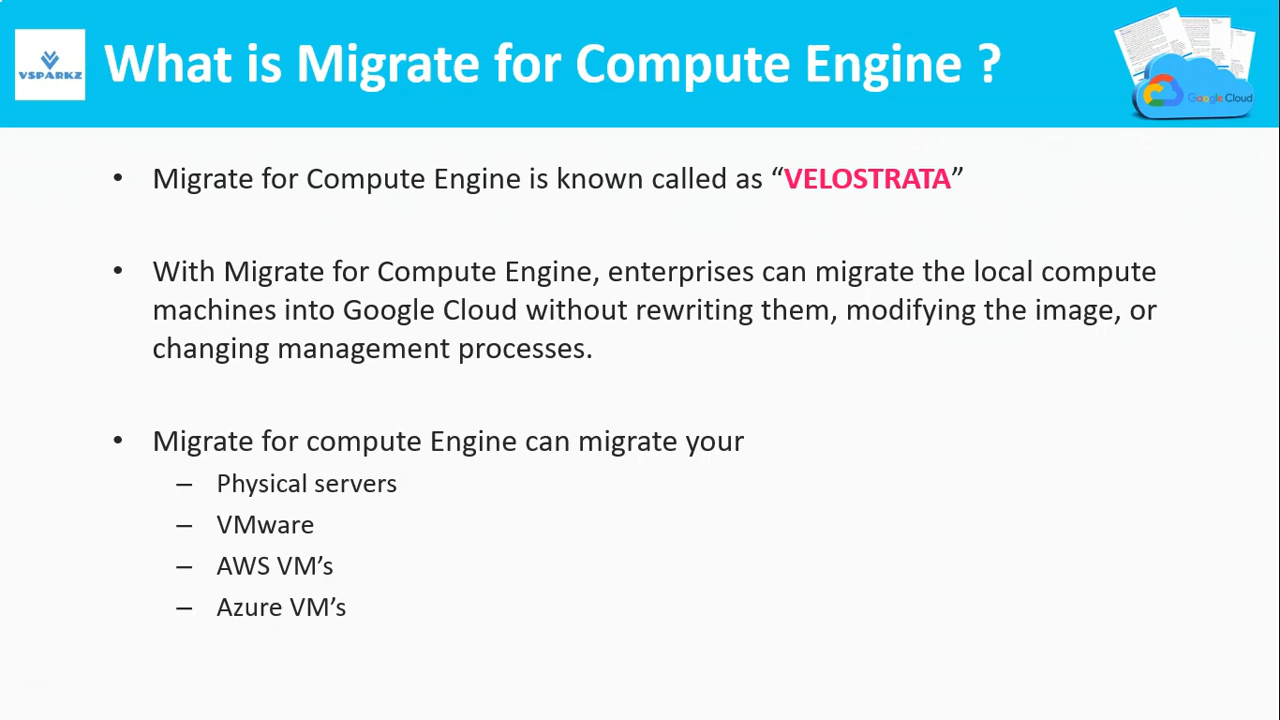 VSPARKZ
What is Migrate for Compute Engine ?
Google Cloud
• Migrate for Compute Engine is known called as “VELOSTRATA”
• With Migrate for Compute Engine, enterprises can migrate the local compute
machines into Google Cloud without rewriting them, modifying the image, or
changing management processes.
• Migrate for compute Engine can migrate your
– Physical servers
– VMware
– AWS VM’s
– Azure VM’s